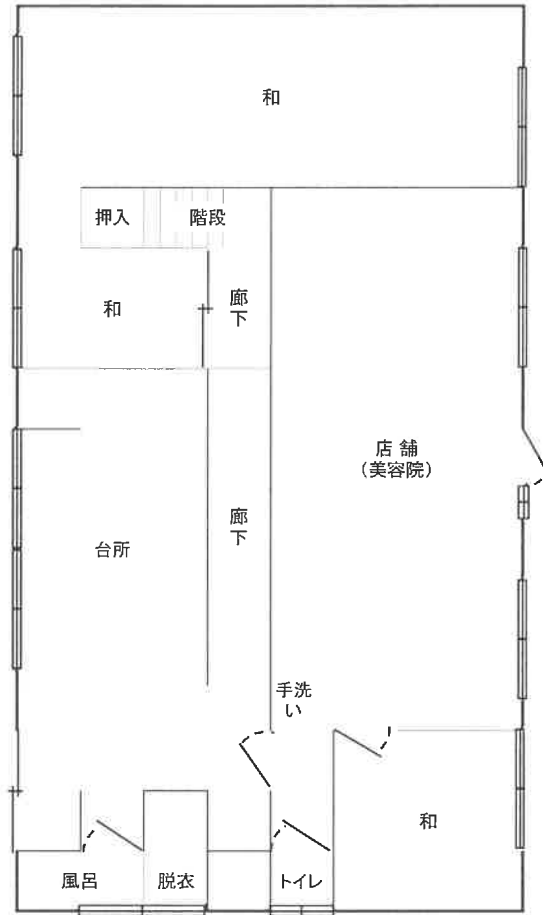 和
押入
階段
和
廊
下
店 舗
(美容院)
台所
廊
下
手洗
い
和
風呂
脱衣
トイレ